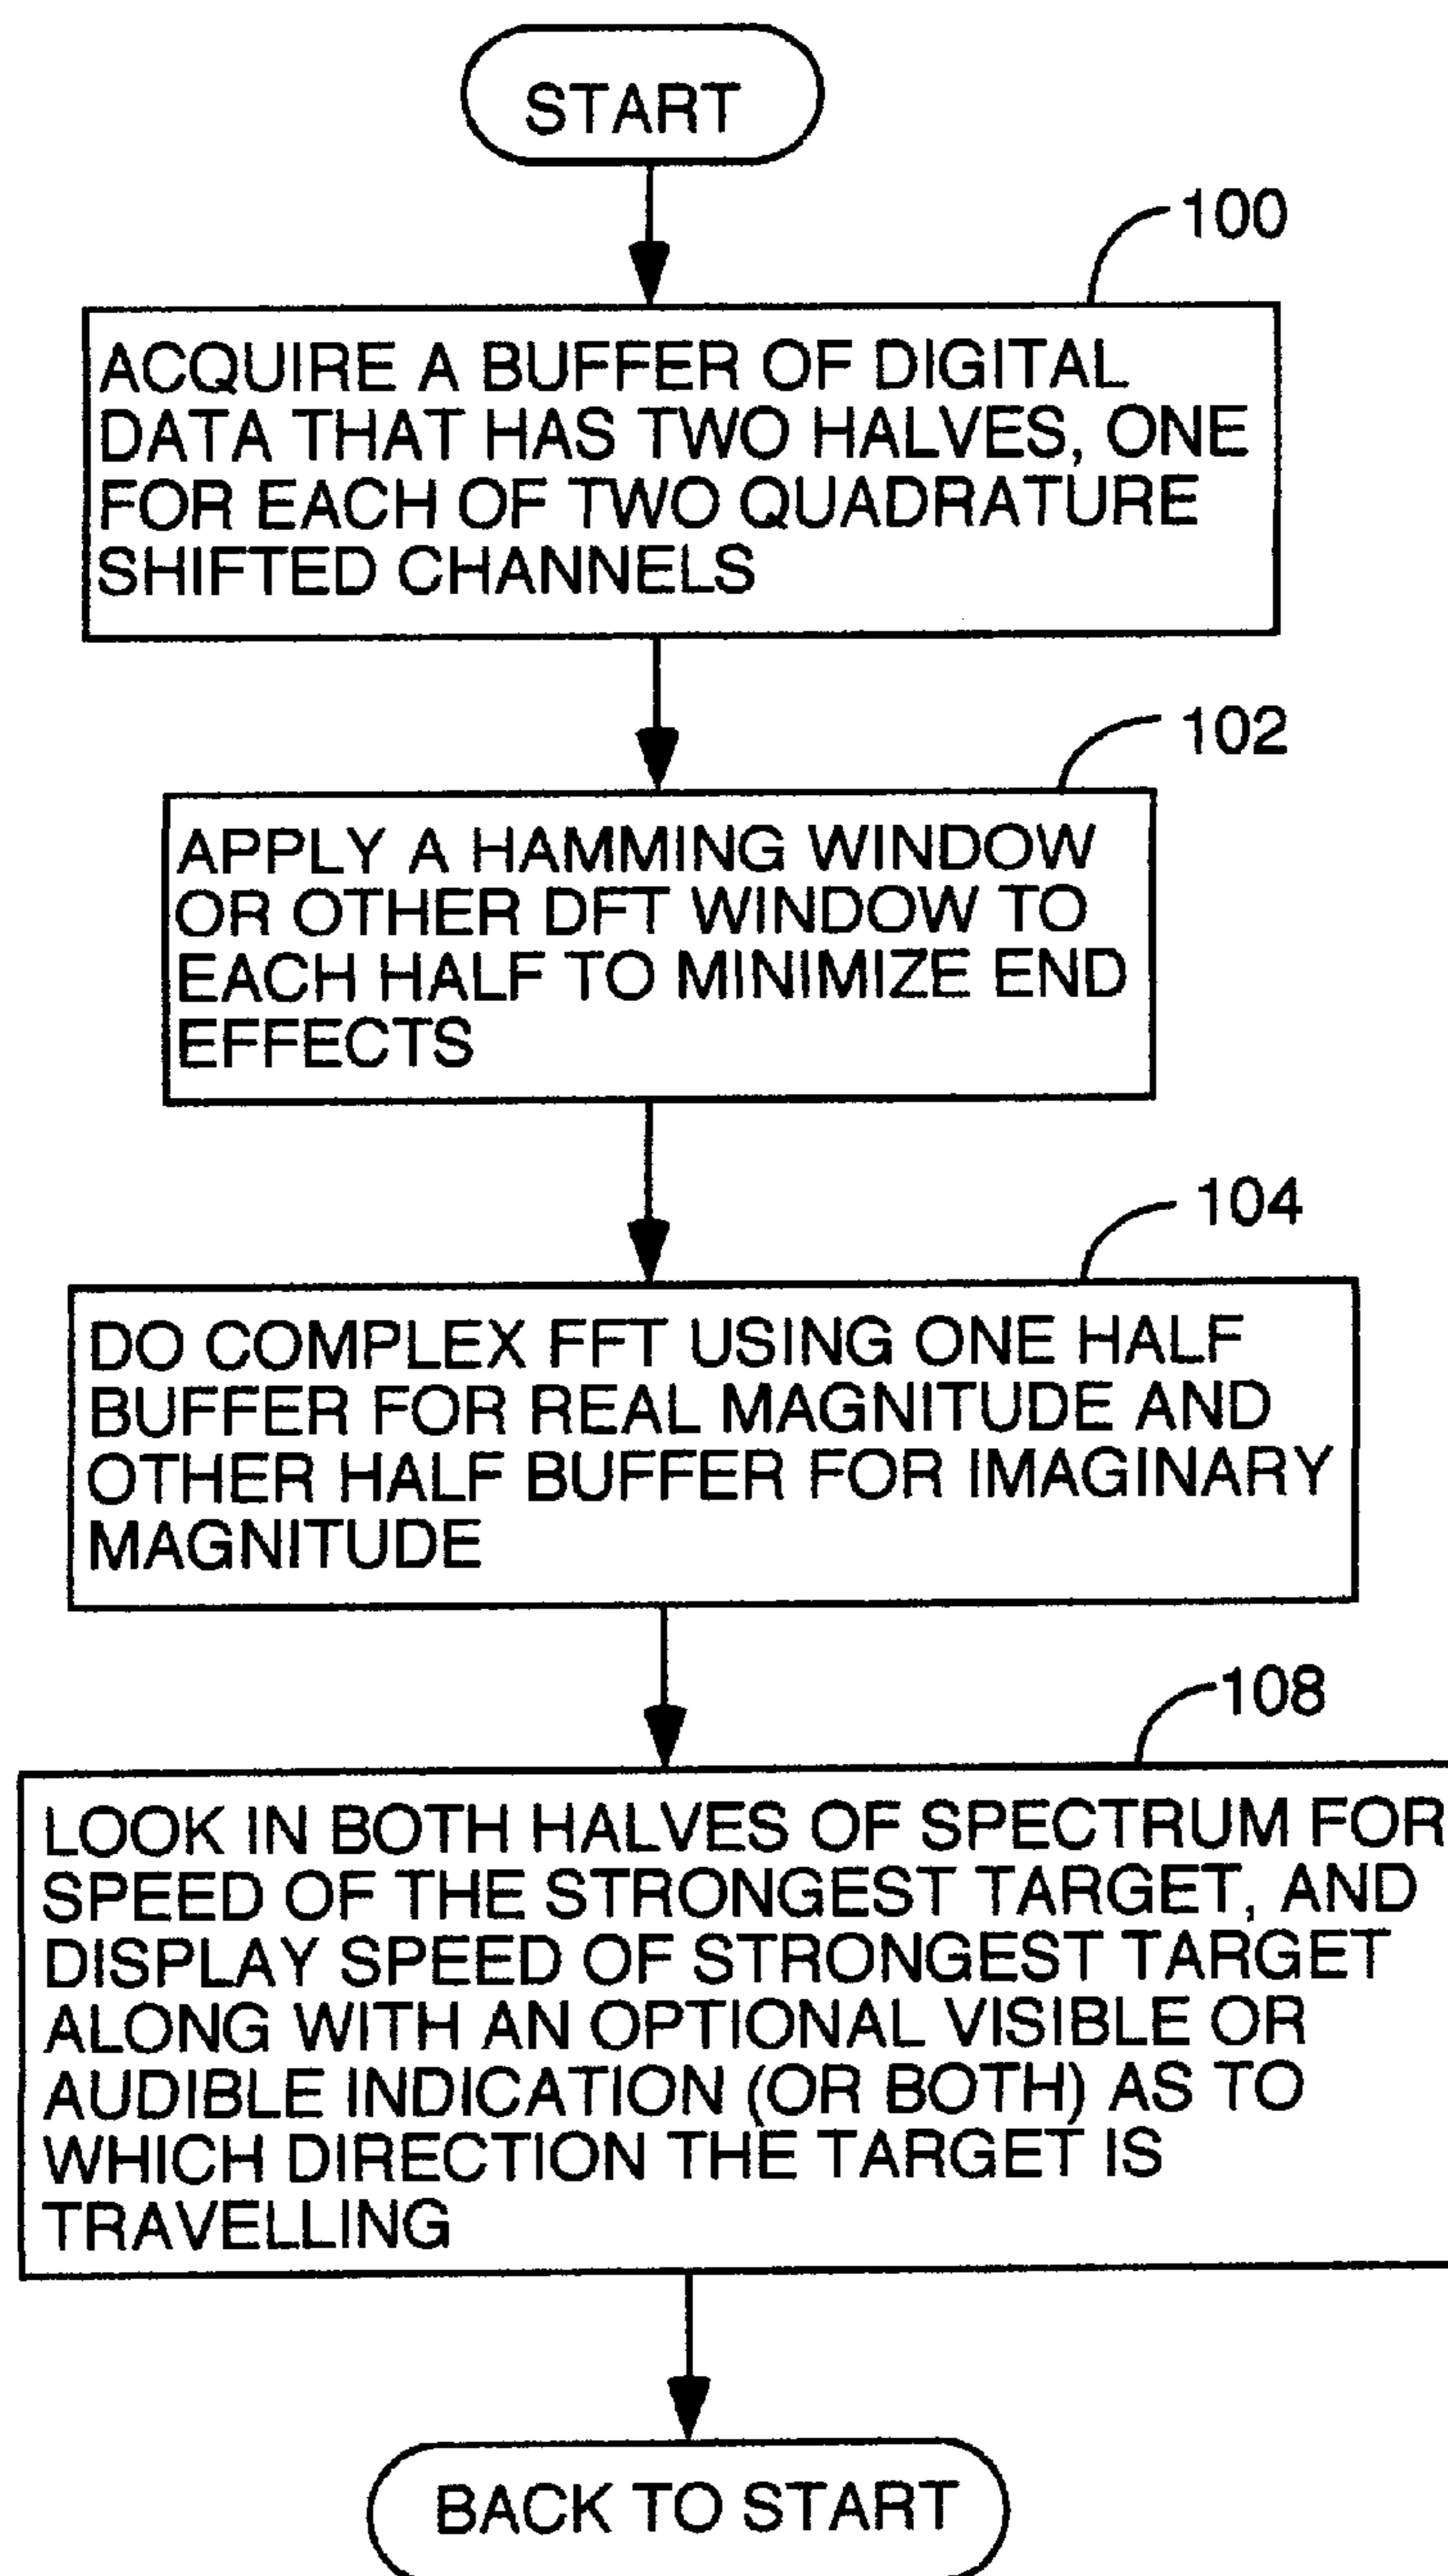 START
100
ACQUIRE A BUFFER OF DIGITAL
DATA THAT HAS TWO HALVES, ONE
FOR EACH OF TWO QUADRATURE
SHIFTED CHANNELS
102
APPLY A HAMMING WINDOW
OR OTHER DFT WINDOW TO
EACH HALF TO MINIMIZE END
EFFECTS
104
DO COMPLEX FFT USING ONE HALF
BUFFER FOR REAL MAGNITUDE AND
OTHER HALF BUFFER FOR IMAGINARY
MAGNITUDE
108
LOOK IN BOTH HALVES OF SPECTRUM FOR
SPEED OF THE STRONGEST TARGET, AND
DISPLAY SPEED OF STRONGEST TARGET
ALONG WITH AN OPTIONAL VISIBLE OR
AUDIBLE INDICATION (OR BOTH) AS TO
WHICH DIRECTION THE TARGET IS
TRAVELLING
BACK TO START